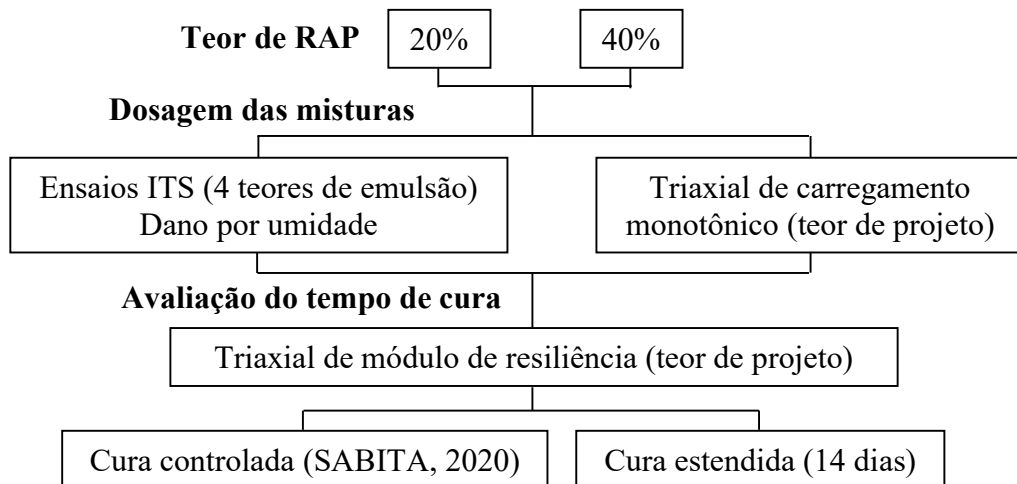 Teor de RAP
20%
40%
Dosagem das misturas
Ensaios ITS (4 teores de emulsão)
Dano por umidade
Triaxial de carregamento
monotônico (teor de projeto)
Avaliação do tempo de cura
Triaxial de módulo de resiliência (teor de projeto)
Cura controlada (SABITA, 2020)
Cura estendida (14 dias)